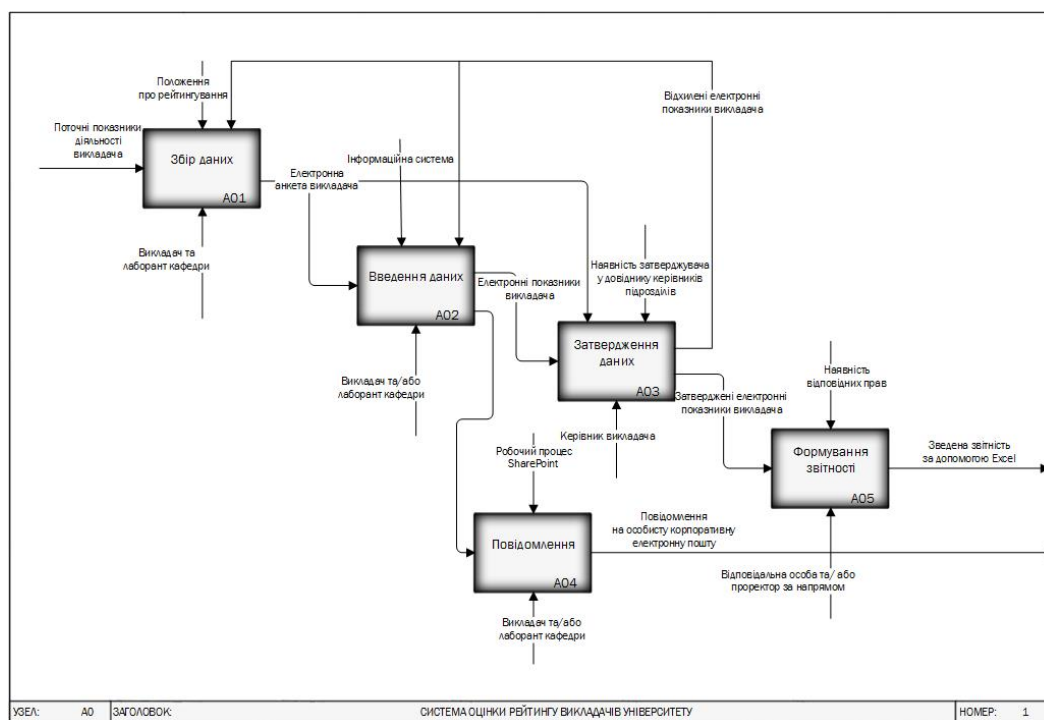 Положення
про рейтингування
Відхилені електронні
показники викладача
Поточні показники
діяльності
викладача
Збір даних
A01
Інформаційна система
Електронна
анкета викладача
Викладач та
лаборант кафедри
Введення даних
A02
Електронні показники
викладача
Наявність затверджувача
у довіднику керівників
підрозділів
Затвердження
даних
A03
Викладач та/або
лаборант кафедри
Затверджені електронні
показники викладача
Наявність
відповідних прав
Керівник викладача
Робочий процес
SharePoint
Формування
звітності
A05
Зведена звітність
за допомогою Excel
Повідомлення
A04
Повідомлення
на особисту корпоративну
електронну пошту
Відповідальна особа та/або
проректор за напрямом
Викладач та/або
лаборант кафедри
УЗЕЛ: A0 ЗАГОЛОВОК: СИСТЕМА ОЦІНКИ РЕЙТИНГУ ВИКЛАДАЧІВ УНІВЕРСИТЕТУ НОМЕР: 1